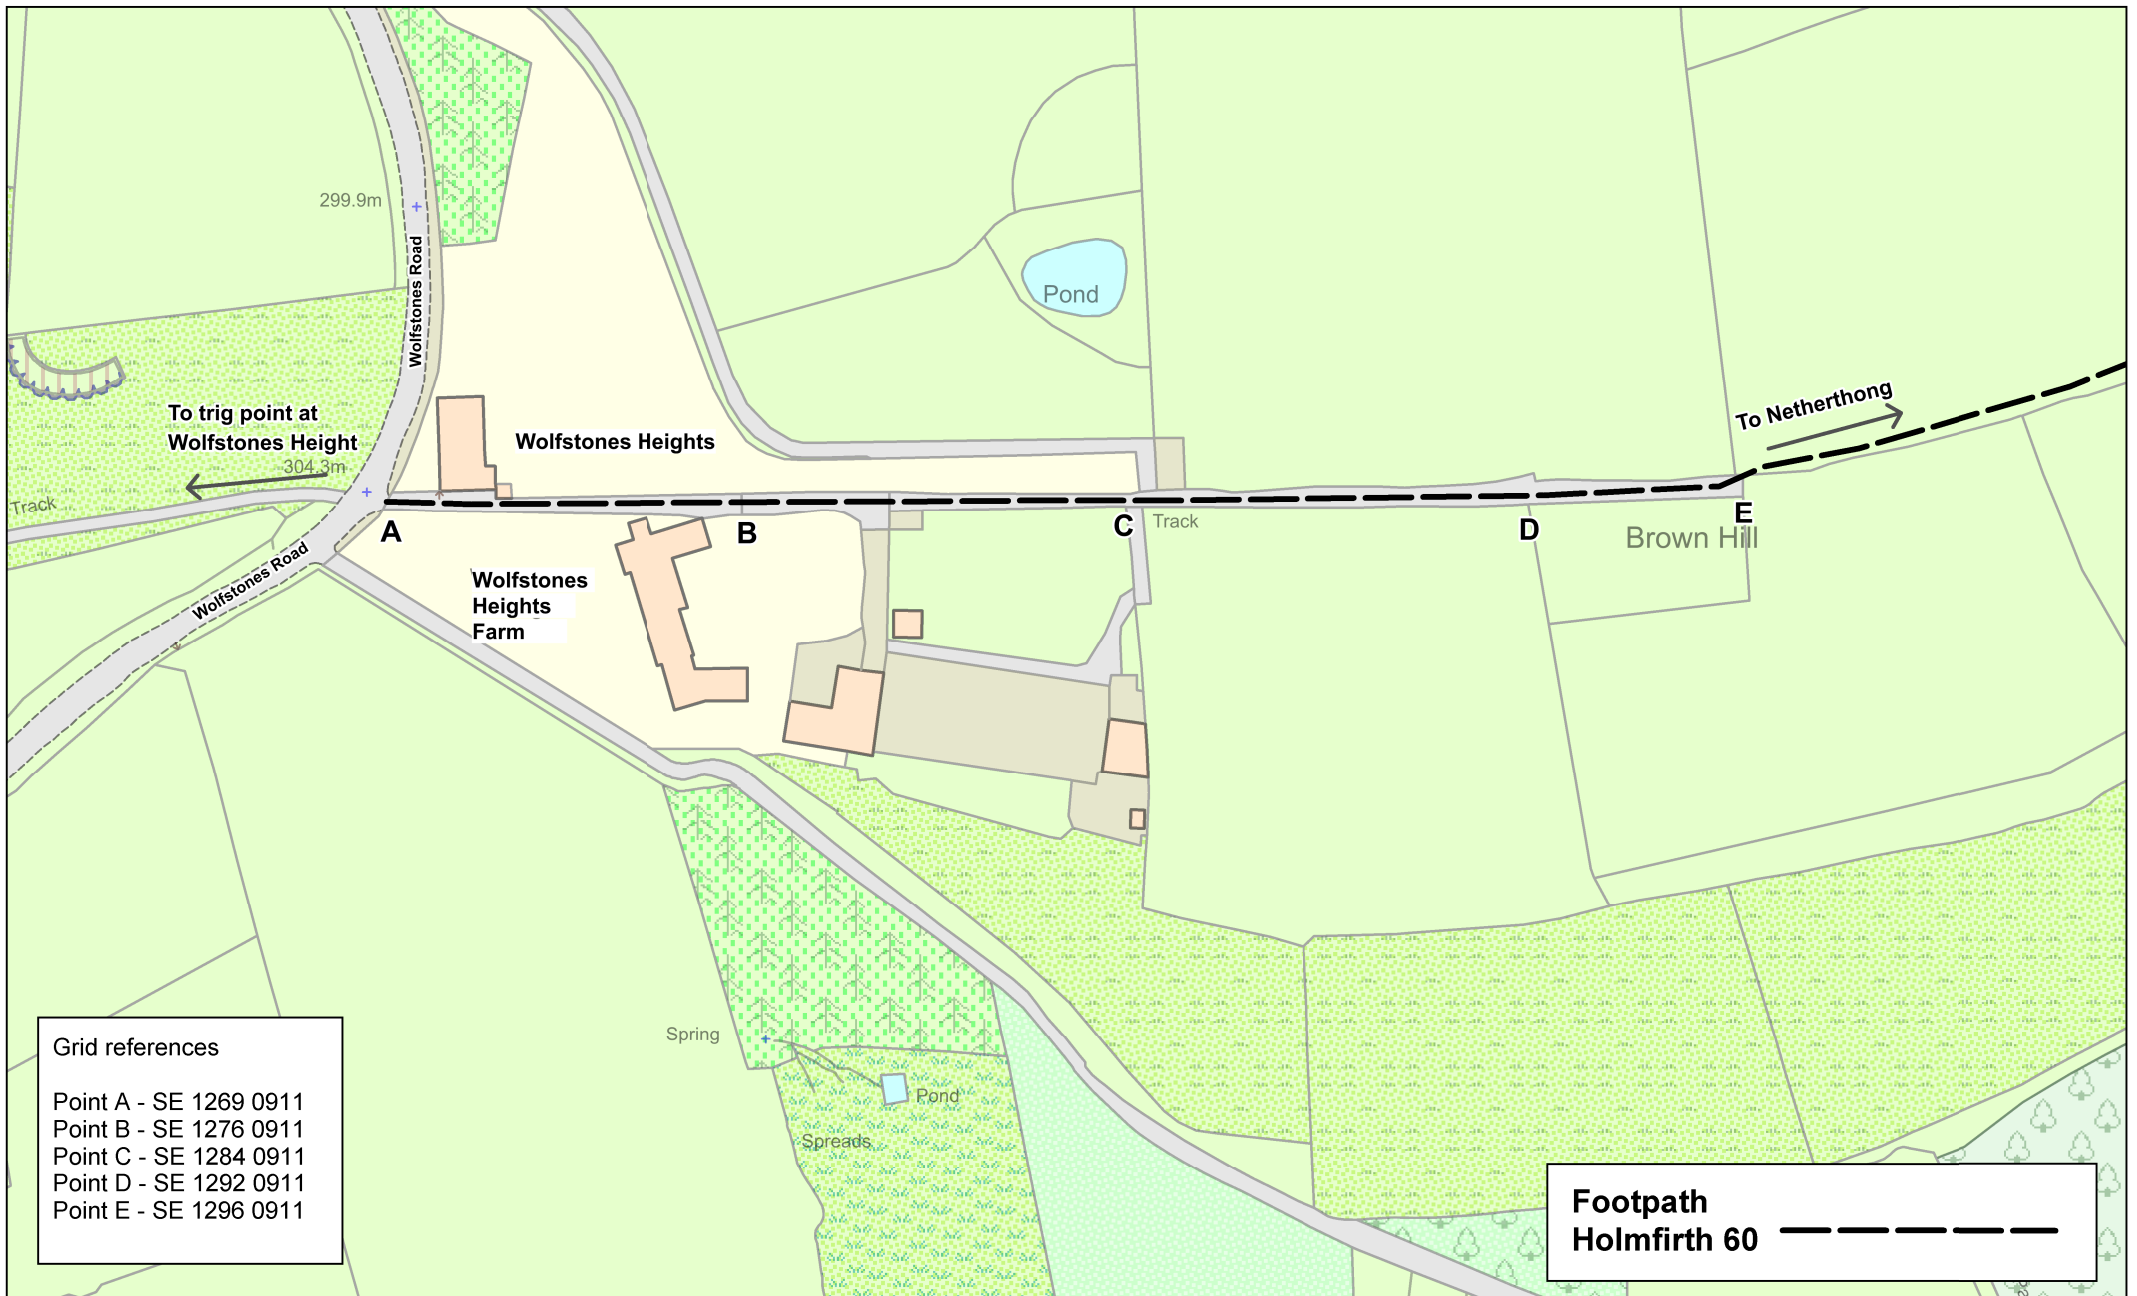 299.9m
Wolfstones Road
Pond
To trig point at
Wolfstones Height
304.3m
Track
Wolfstones Heights
To Netherthong
A
B
C
Track
D
E
Brown Hill
Wolfstones Road
Wolfstones
Heights
Farm
Spring
Pond
Spreads
Grid references
Point A - SE 1269 0911
Point B - SE 1276 0911
Point C - SE 1284 0911
Point D - SE 1292 0911
Point E - SE 1296 0911
Footpath
Holmfirth 60